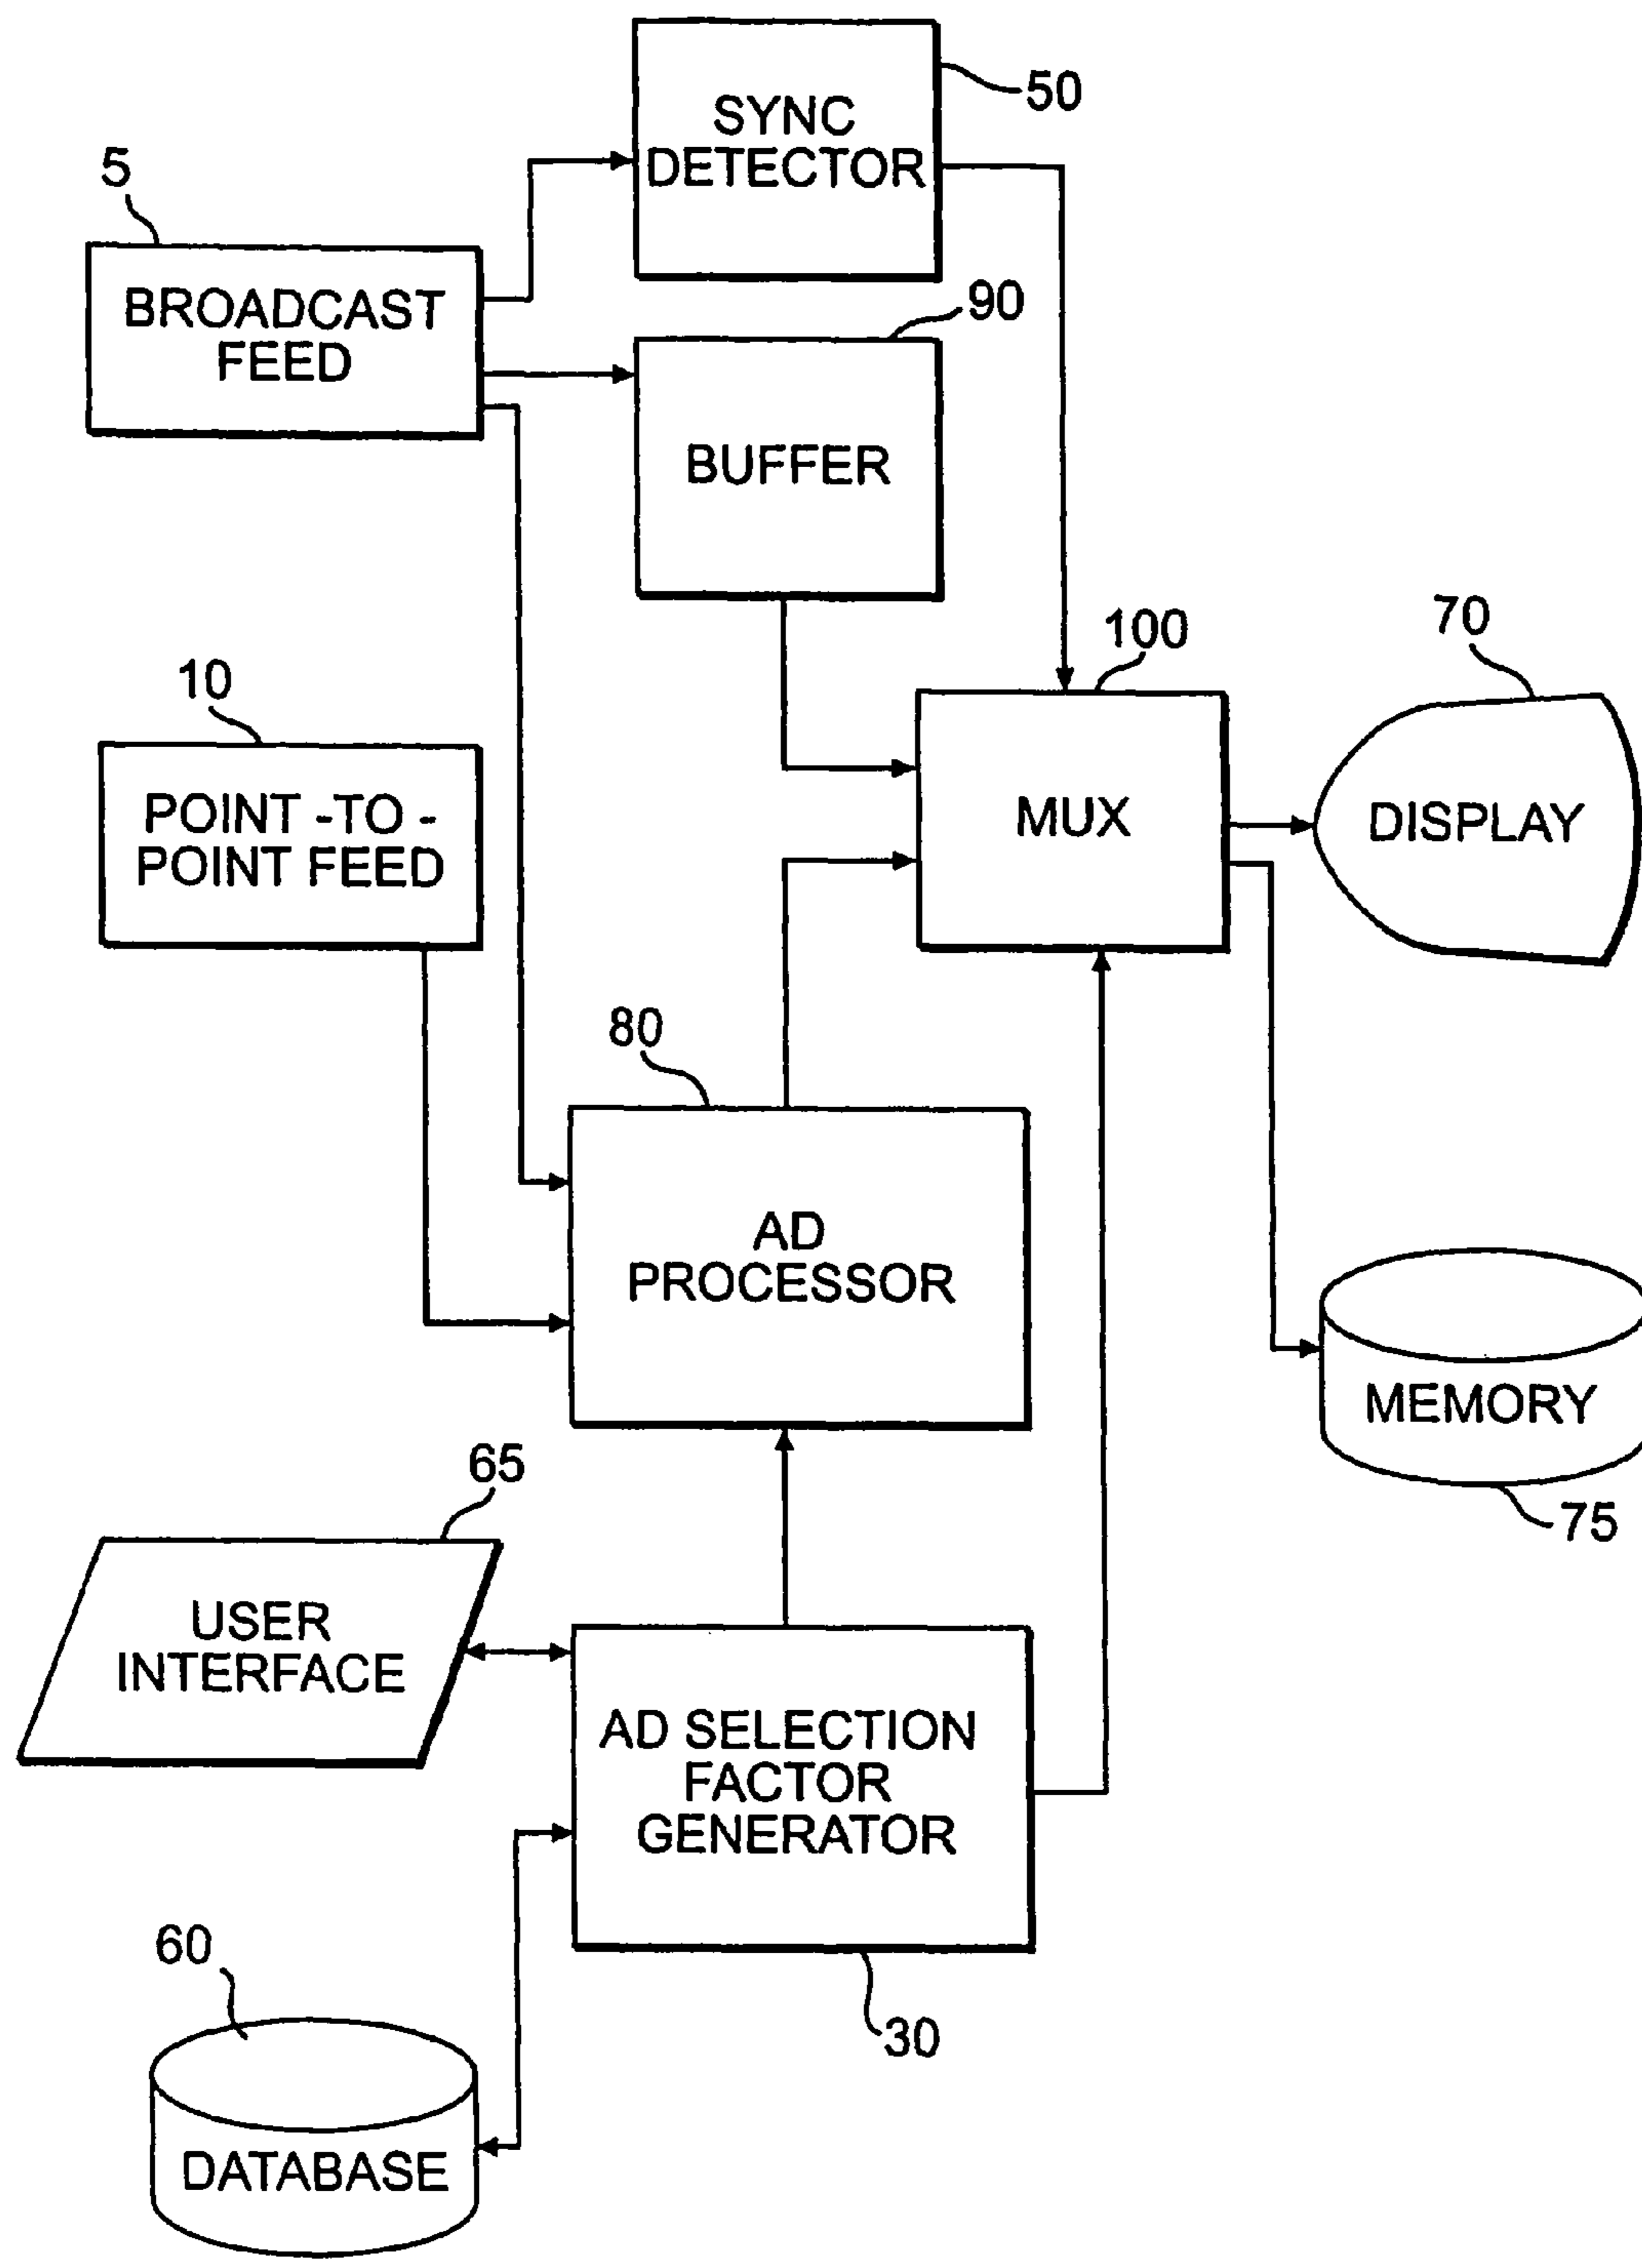 50
SYNC
DETECTOR
5
BROADCAST
FEED
90
BUFFER
100
70
10
POINT -TO -
POINT FEED
MUX
DISPLAY
80
AD
PROCESSOR
MEMORY
75
65
USER
INTERFACE
AD SELECTION
FACTOR
GENERATOR
60
30
DATABASE